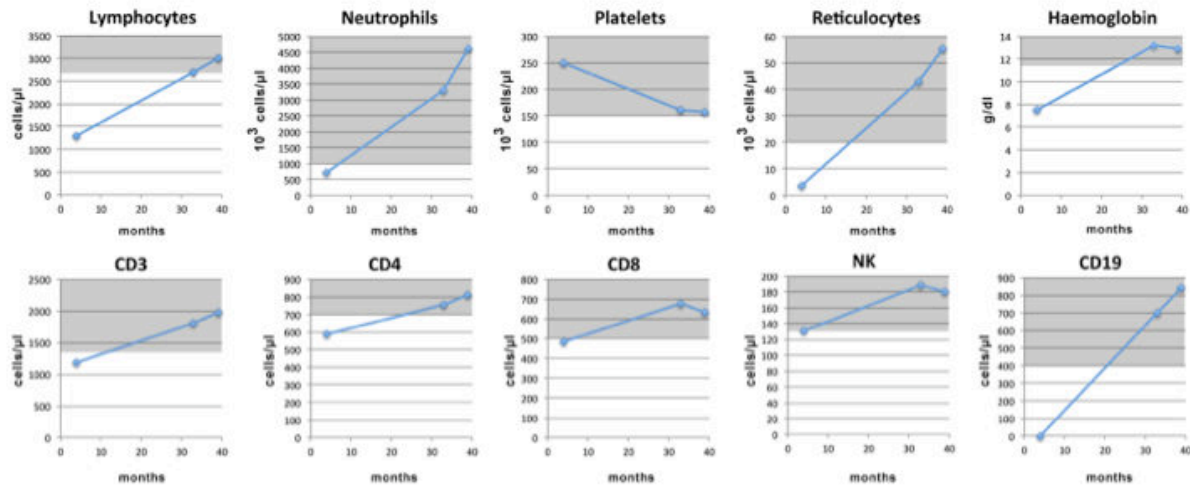 Lymphocytes
cells/µl
3500
3000
2500
2000
1500
1000
500
0
0 10 20 30 40
months
Neutrophils
10³ cells/µl
5000
4500
4000
3500
3000
2500
2000
1500
1000
500
0
0 10 20 30 40
months
Platelets
10³ cells/µl
300
250
200
150
100
50
0
0 10 20 30 40
months
Reticulocytes
10³ cells/µl
60
50
40
30
20
10
0
0 10 20 30 40
months
Haemoglobin
g/dl
14
12
10
8
6
4
2
0
0 10 20 30 40
months
CD3
cells/µl
2500
2000
1500
1000
500
0
0 10 20 30 40
months
CD4
cells/µl
900
800
700
600
500
400
300
200
100
0
0 10 20 30 40
months
CD8
cells/µl
800
700
600
500
400
300
200
100
0
0 10 20 30 40
months
NK
cells/µl
200
180
160
140
120
100
80
60
40
20
0
0 10 20 30 40
months
CD19
cells/µl
900
800
700
600
500
400
300
200
100
0
0 10 20 30 40
months